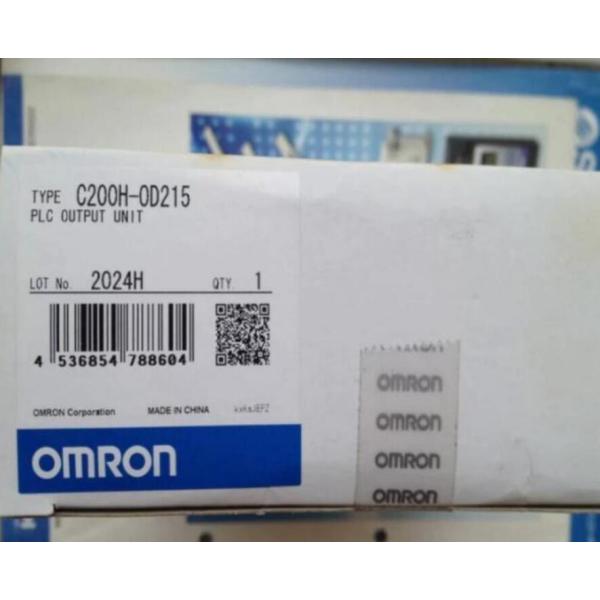 TYPE C200H-OD215
PLC OUTPUT UNIT
LOT No. 2024H QTY. 1
4 536854 788604
OMRON Corporation MADE IN CHINA
OMRON
OMRON
OMRON
OMRON
OMRON